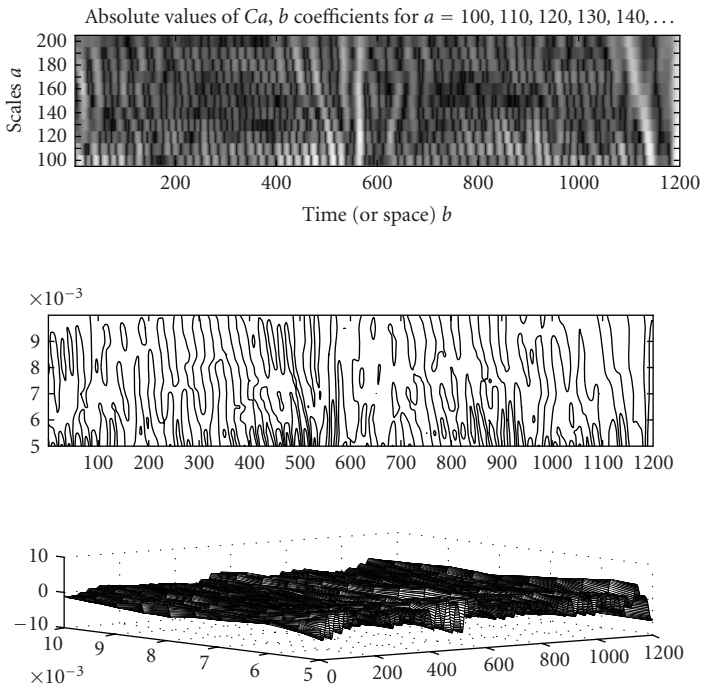 Absolute values of Ca, b coefficients for a = 100, 110, 120, 130, 140, . . .
200
180
160
140
120
100
Scales a
200 400 600 800 1000 1200
Time (or space) b
×10−3
9
8
7
6
5
100 200 300 400 500 600 700 800 900 1000 1100 1200
10
0
−10
10 9 8 7 6 5
×10−3
0 200 400 600 800 1000 1200